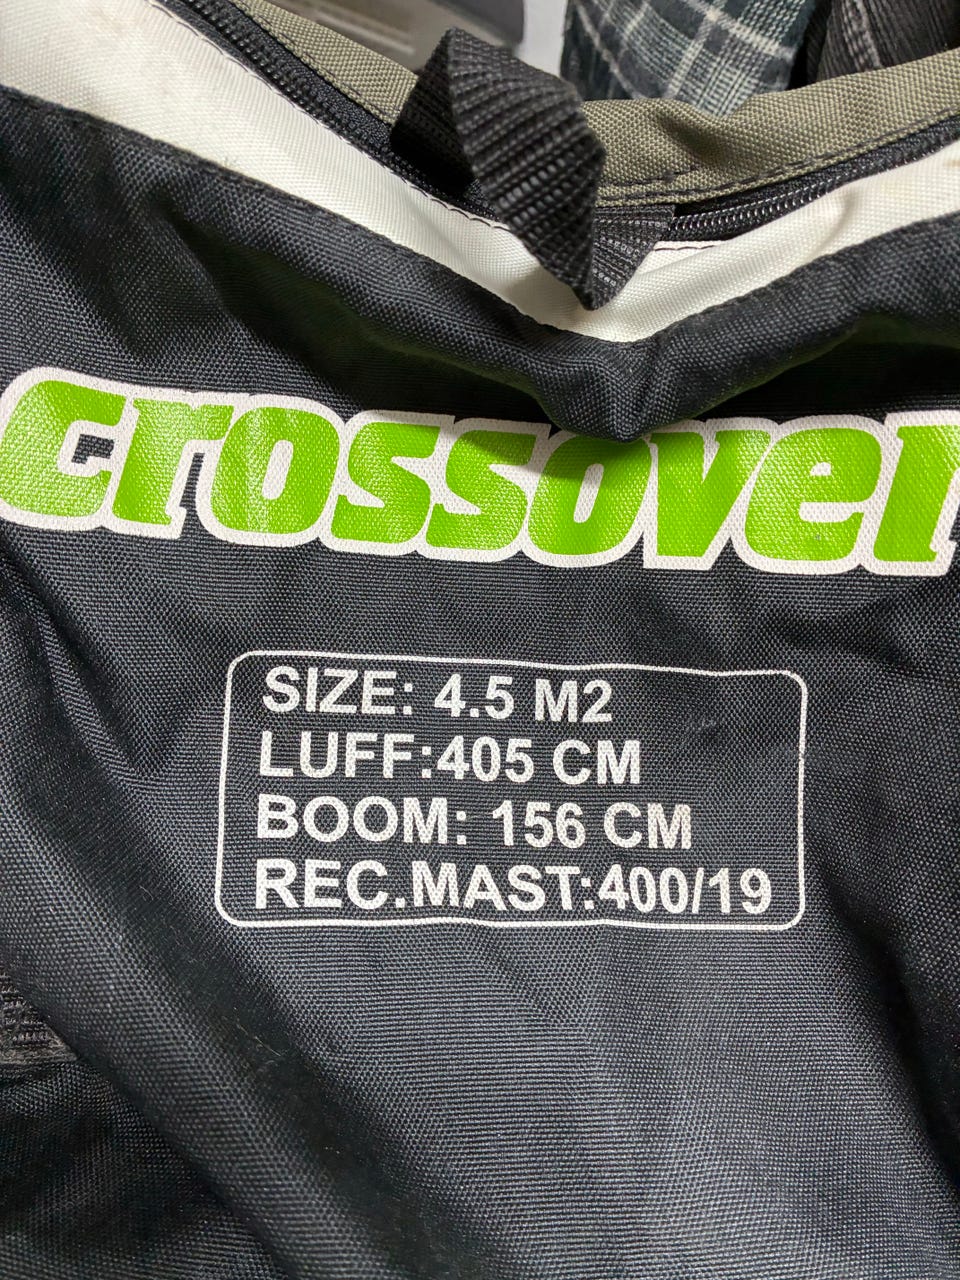 crossover
SIZE: 4.5 M2
LUFF:405 CM
BOOM: 156 CM
REC.MAST:400/19